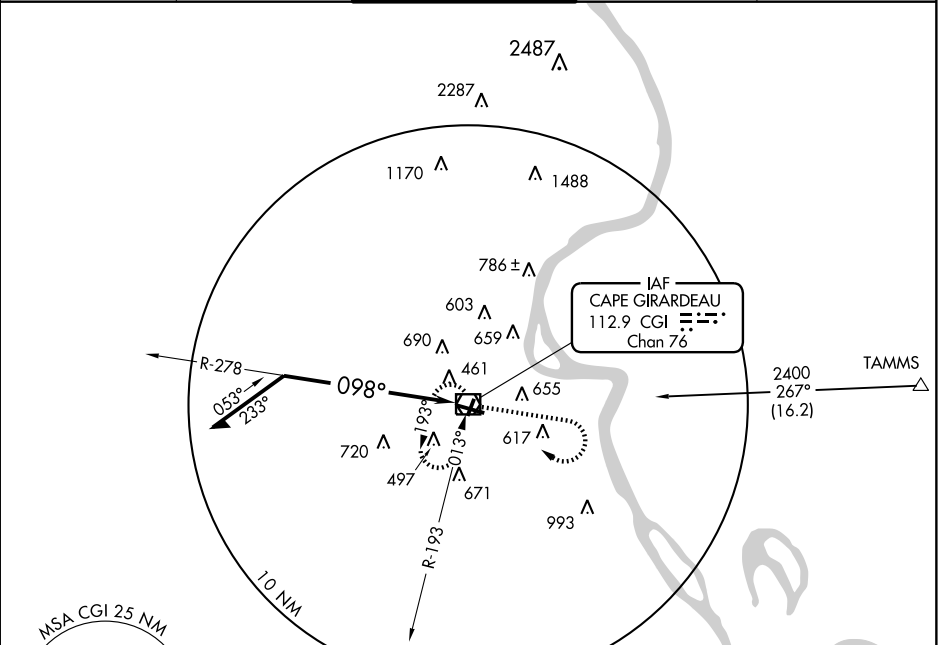 2487
2287
1170
1488
786 ±
IAF
CAPE GIRARDEAU
112.9 CGI
Chan 76
603
659
690
461
655
R-278
098°
053°
233°
2400
267°
(16.2)
TAMMS
193°
013°
617
720
497
671
993
R-193
10 NM
MSA CGI 25 NM